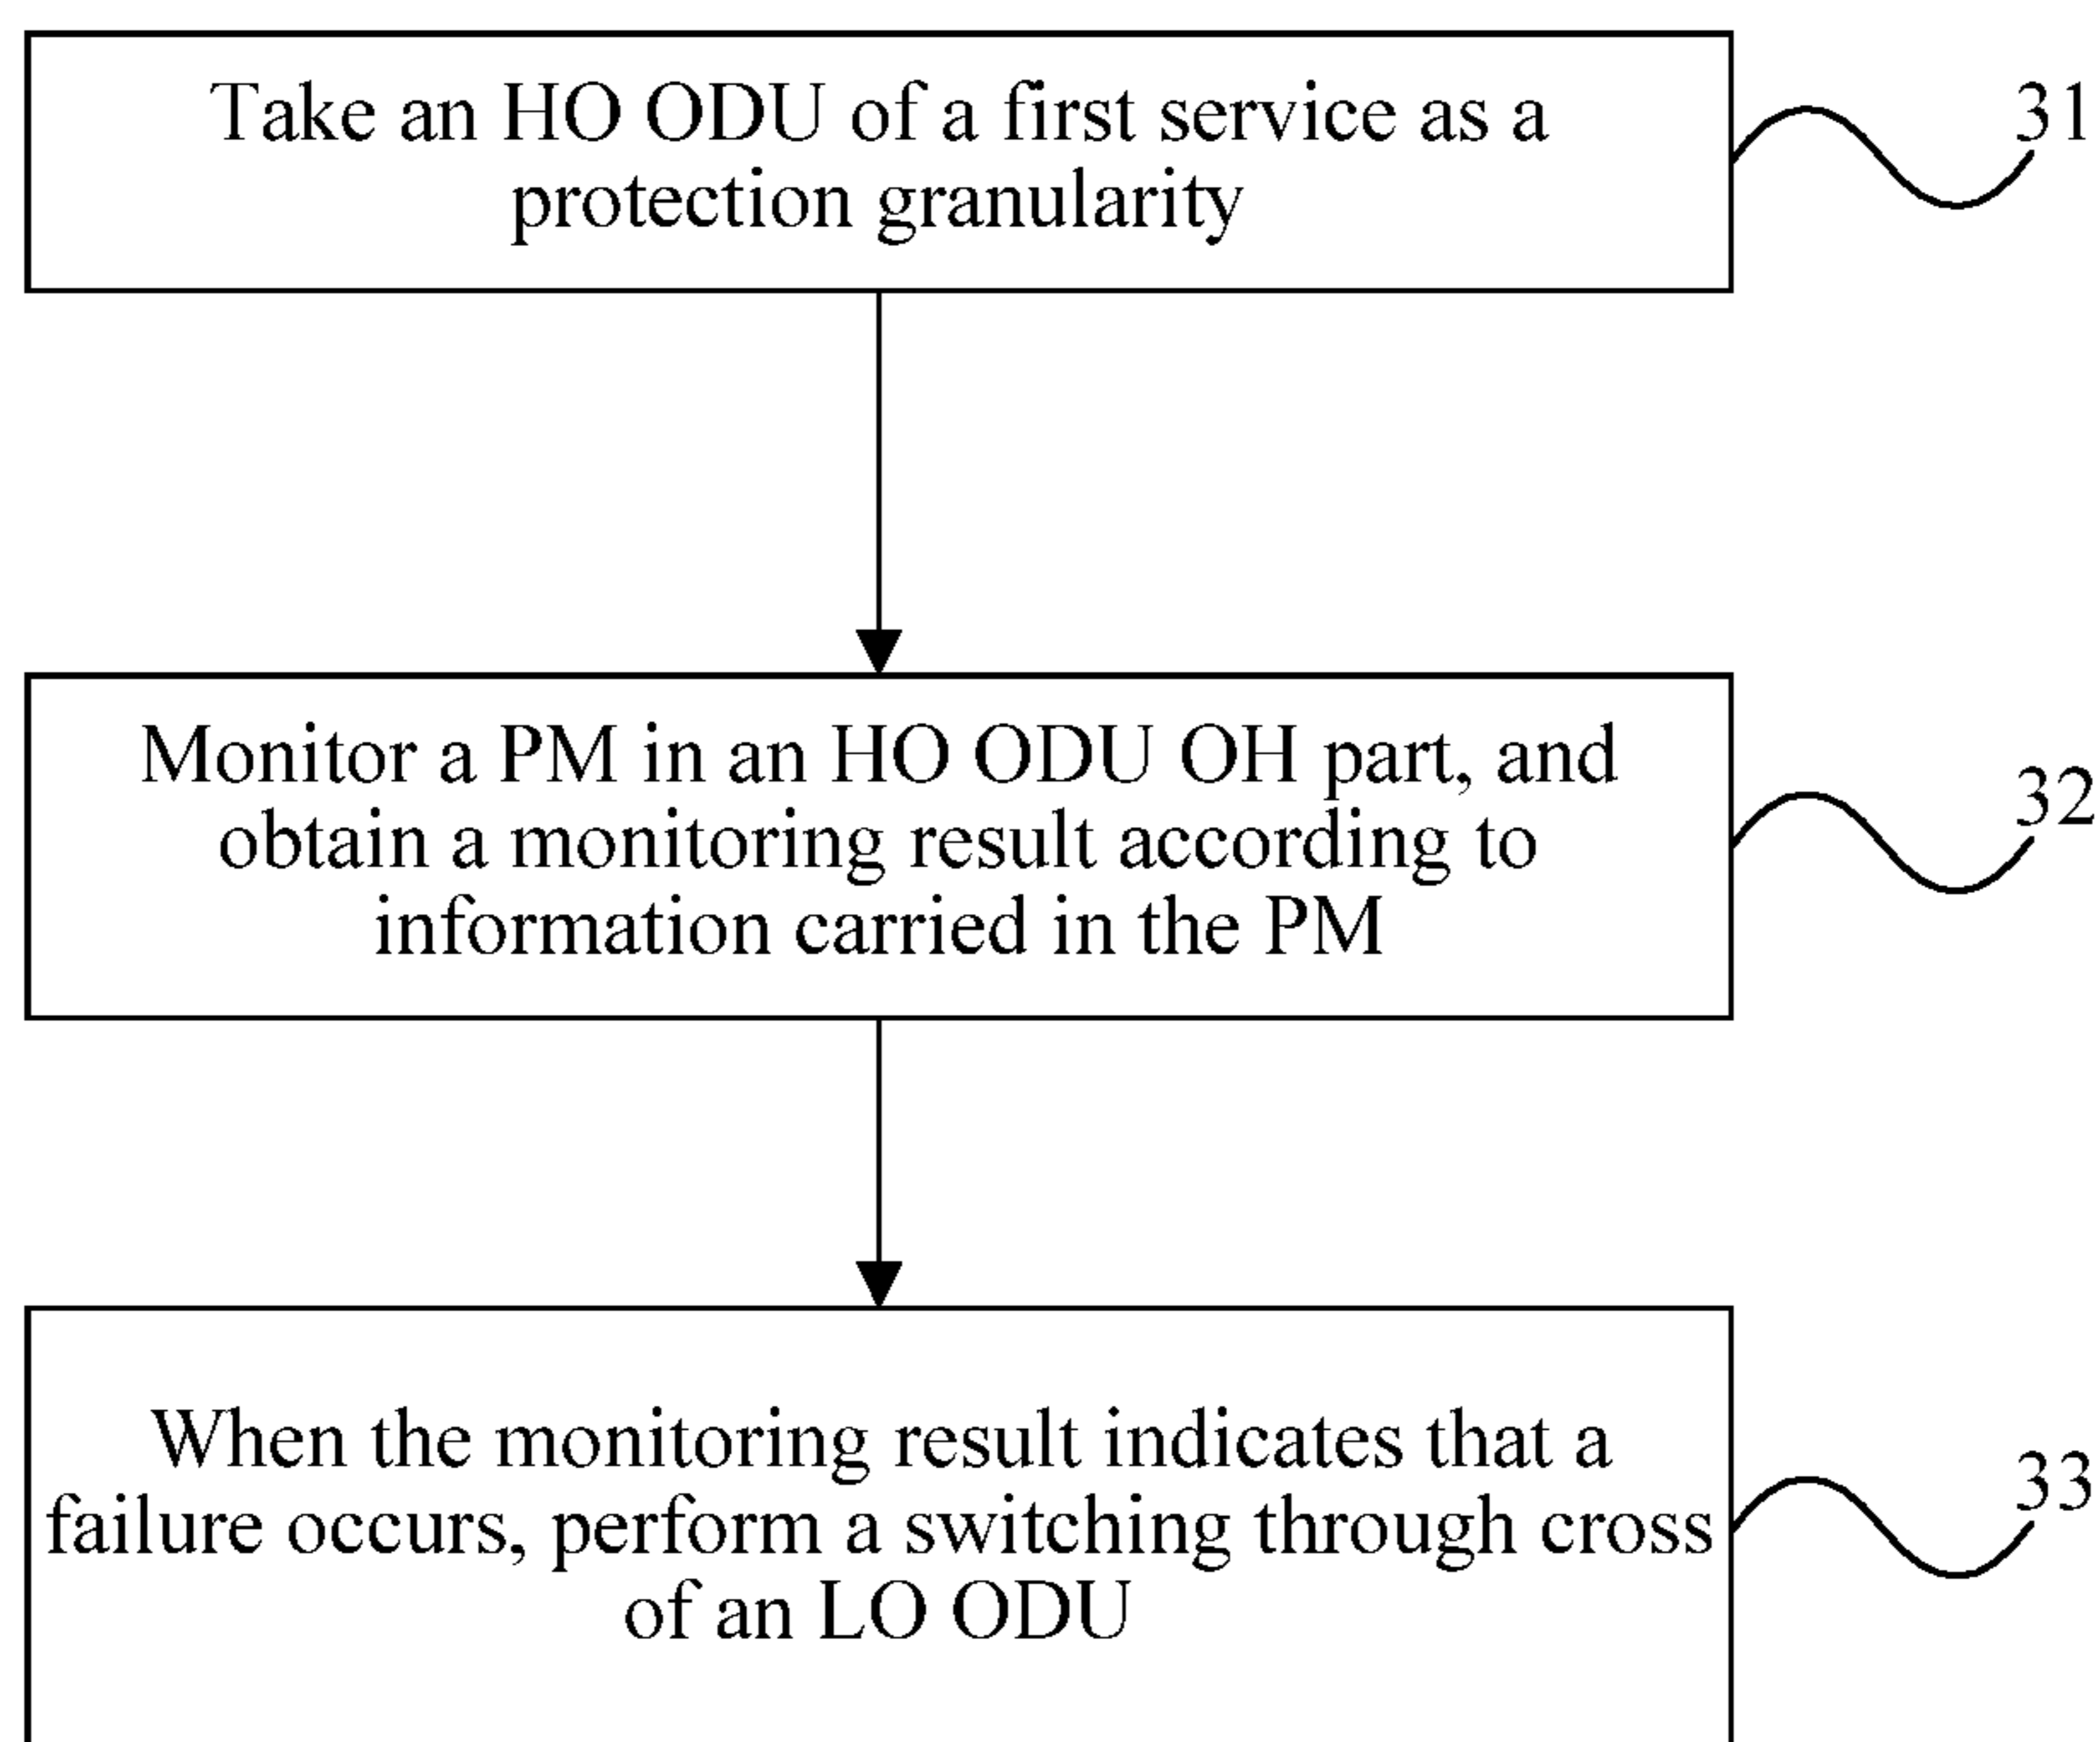 Take an HO ODU of a first service as a
protection granularity
31
Monitor a PM in an HO ODU OH part, and
obtain a monitoring result according to
information carried in the PM
32
When the monitoring result indicates that a
failure occurs, perform a switching through cross
of an LO ODU
33